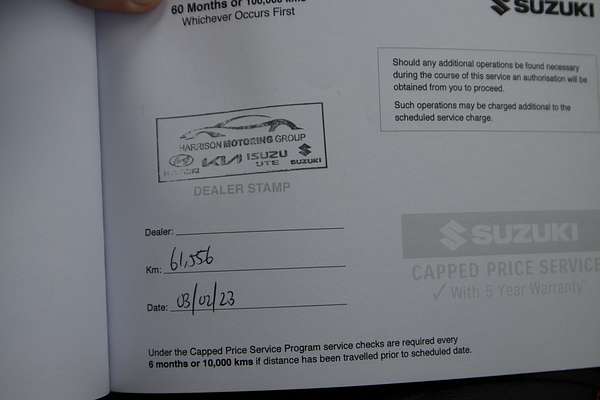 60 Months or 100,000 kms
Whichever Occurs First
SUZUKI
Should any additional operations be found necessary
during the course of this service an authorisation will be
obtained from you to proceed.
Such operations may be charged additional to the
scheduled service charge.
HARRISON MOTORING GROUP
KIA ISUZU UTE SUZUKI
DEALER STAMP
Dealer:
Km: 61,556
Date: 03/02/23
SUZUKI
CAPPED PRICE SERVICE
✓ With 5 Year Warranty
Under the Capped Price Service Program service checks are required every
6 months or 10,000 kms if distance has been travelled prior to scheduled date.